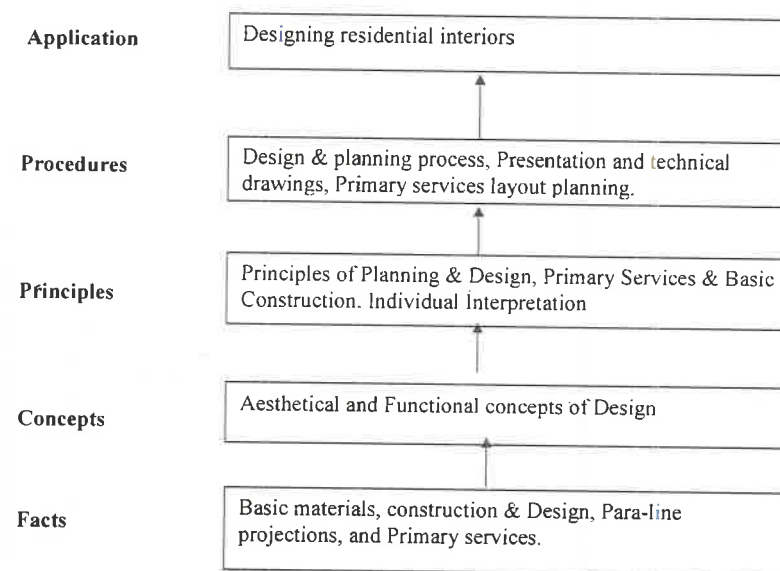 Application
Designing residential interiors
Procedures
Design & planning process, Presentation and technical
drawings, Primary services layout planning.
Principles
Principles of Planning & Design, Primary Services & Basic
Construction. Individual Interpretation
Concepts
Aesthetical and Functional concepts of Design
Facts
Basic materials, construction & Design, Para-line
projections, and Primary services.